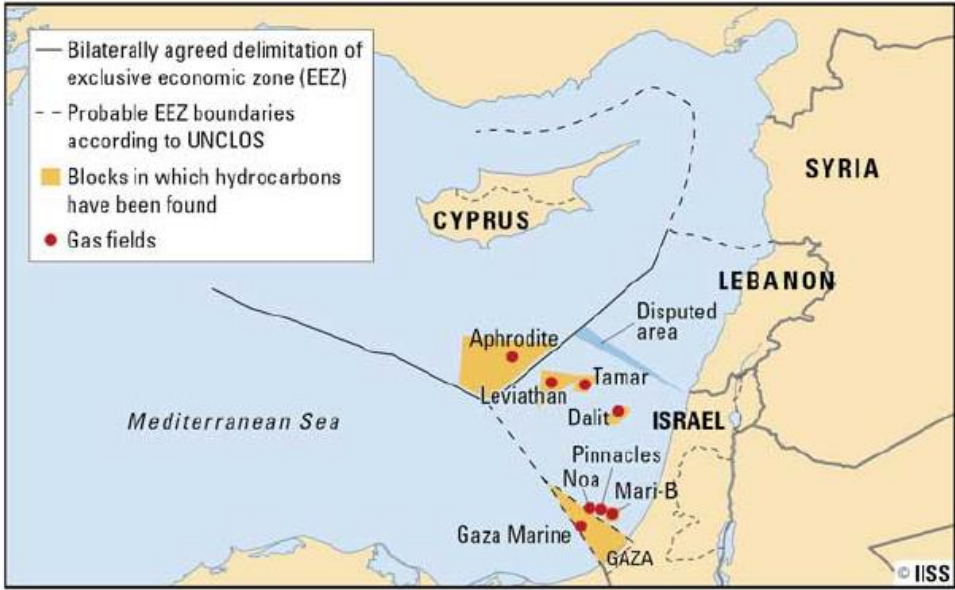 Bilaterally agreed delimitation of
exclusive economic zone (EEZ)
Probable EEZ boundaries
according to UNCLOS
Blocks in which hydrocarbons
have been found
Gas fields
SYRIA
CYPRUS
LEBANON
Disputed
area
Aphrodite
Leviathan
Tamar
Dalit
ISRAEL
Mediterranean Sea
Pinnacles
Noa
Mari-B
Gaza Marine
GAZA
© IISS